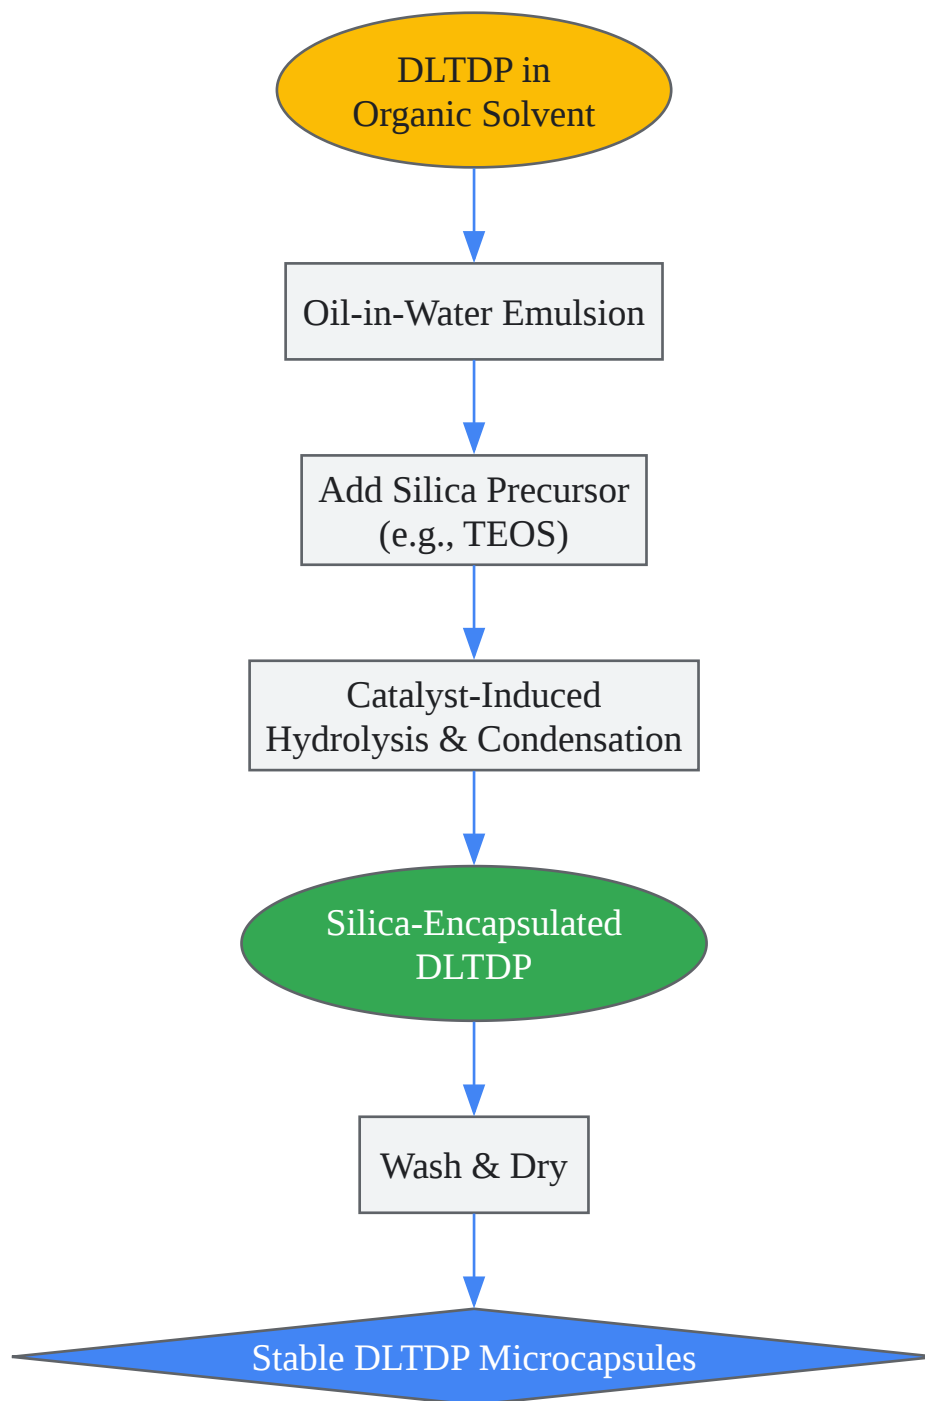 DLTDP in
Organic Solvent
Oil-in-Water Emulsion
Add Silica Precursor
(e.g., TEOS)
Catalyst-Induced
Hydrolysis & Condensation
Silica-Encapsulated
DLTDP
Wash & Dry
Stable DLTDP Microcapsules